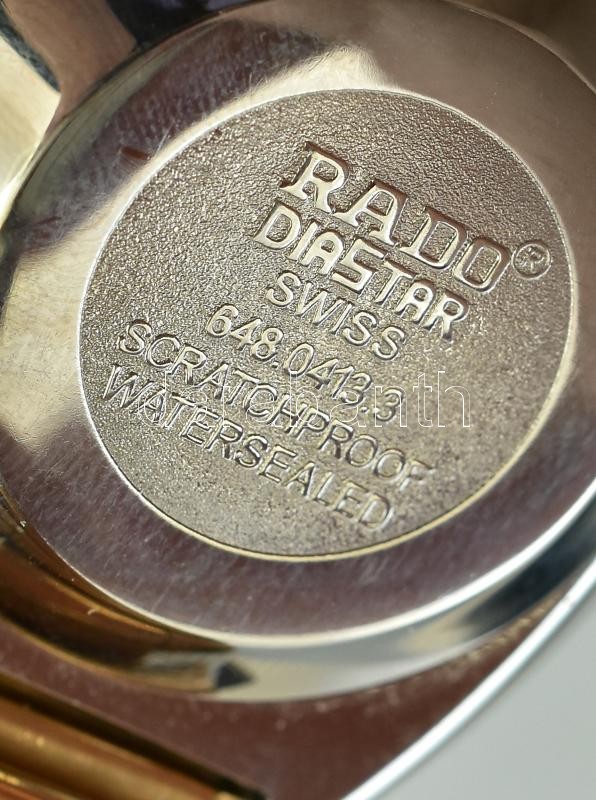 RADO®
DIASTAR
SWISS
648.0413.3
SCRATCHPROOF
WATERSEALED